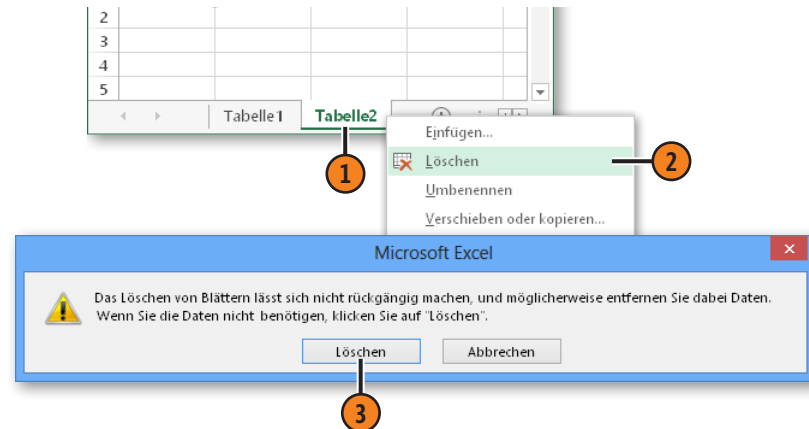 2
3
4
5
Tabelle1 Tabelle2
Einfügen...
1
Löschen
2
Umbenennen
Verschieben oder kopieren...
Microsoft Excel
Das Löschen von Blättern lässt sich nicht rückgängig machen, und möglicherweise entfernen Sie dabei Daten.
Wenn Sie die Daten nicht benötigen, klicken Sie auf "Löschen".
Löschen Abbrechen
3